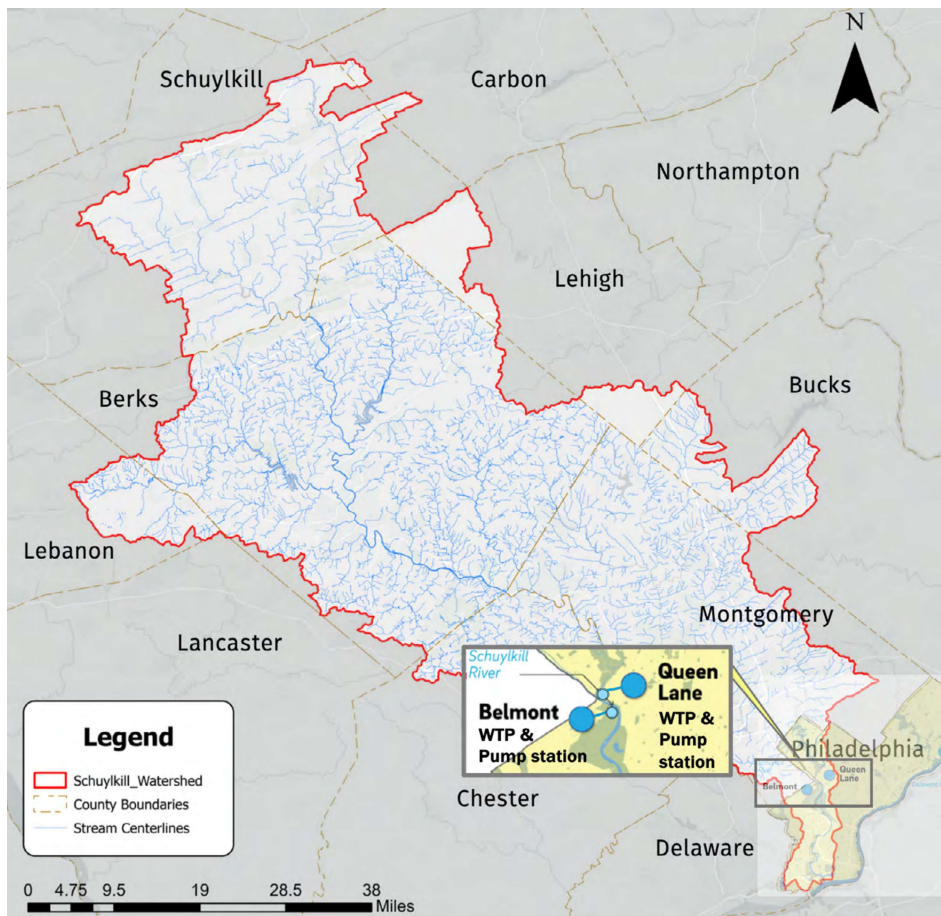 N
Schuylkill
Carbon
Northampton
Lehigh
Berks
Bucks
Lebanon
Lancaster
Montgomery
Schuylkill
River
Queen
Lane
WTP &
Pump
station
Belmont
WTP &
Pump station
Philadelphia
Queen
Lane
Belmont
Chester
Delaware
Legend
Schuylkill_Watershed
County Boundaries
Stream Centerlines
0 4.75 9.5 19 28.5 38
Miles